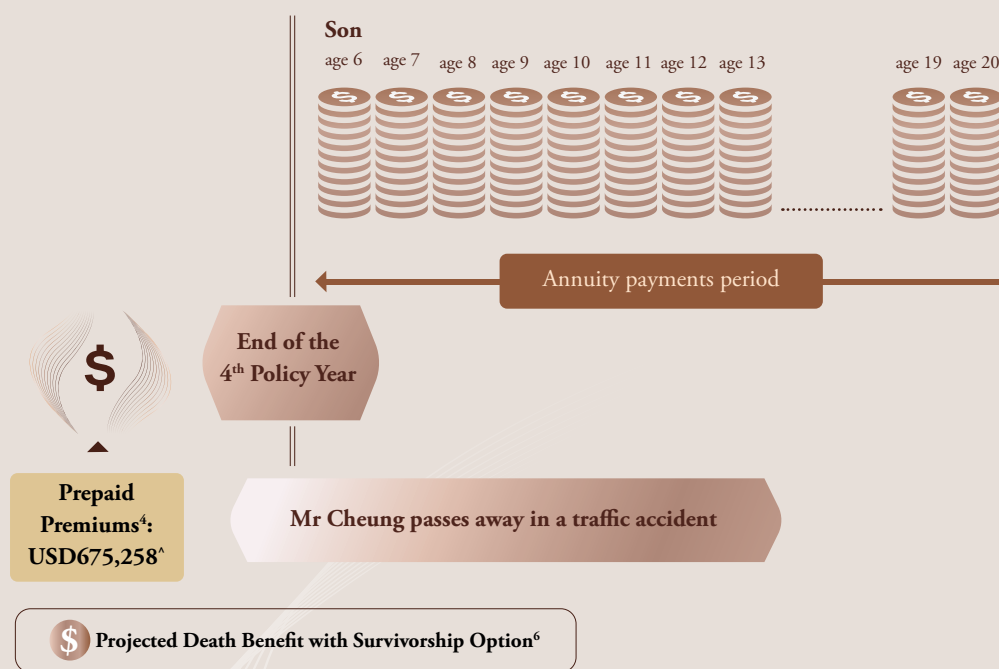 Son
age 6 age 7 age 8 age 9 age 10 age 11 age 12 age 13 age 19 age 20
Annuity payments period
End of the
4th Policy Year
$
Prepaid
Premiums⁴:
USD675,258^
Mr Cheung passes away in a traffic accident
$ Projected Death Benefit with Survivorship Option⁶